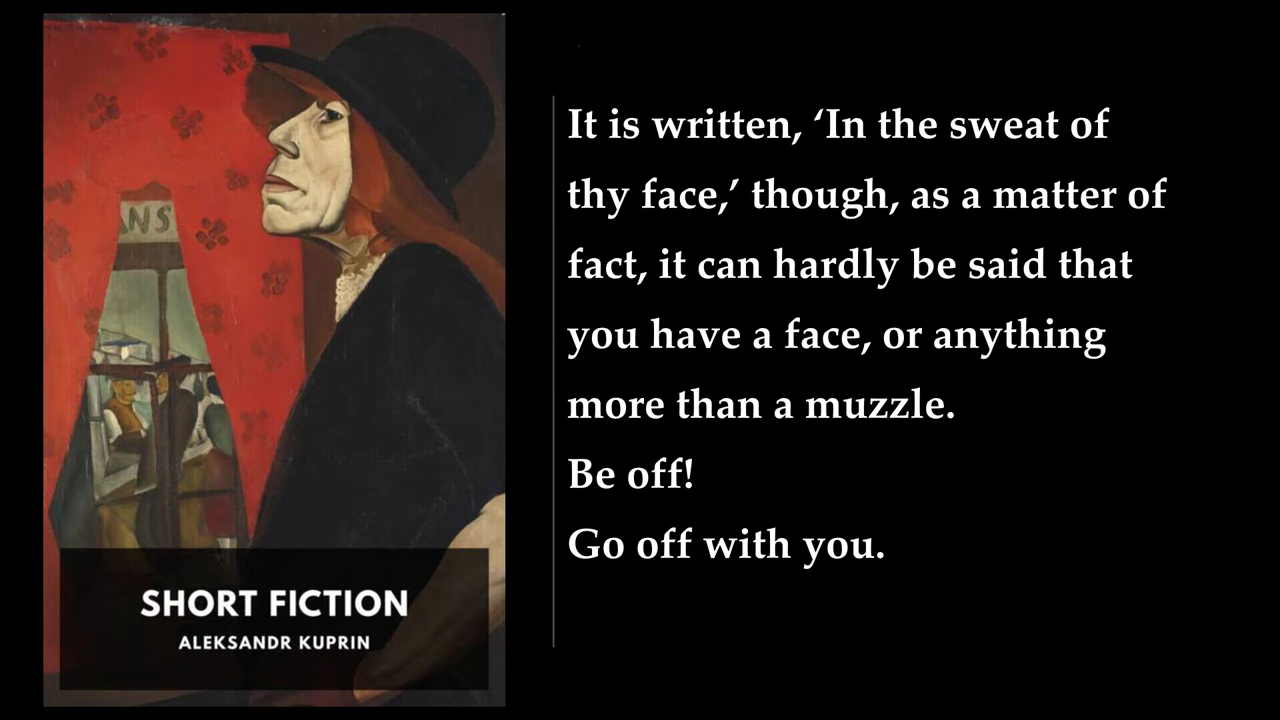 ANS
SHORT FICTION
ALEKSANDR KUPRIN
It is written, ‘In the sweat of
thy face,’ though, as a matter of
fact, it can hardly be said that
you have a face, or anything
more than a muzzle.
Be off!
Go off with you.